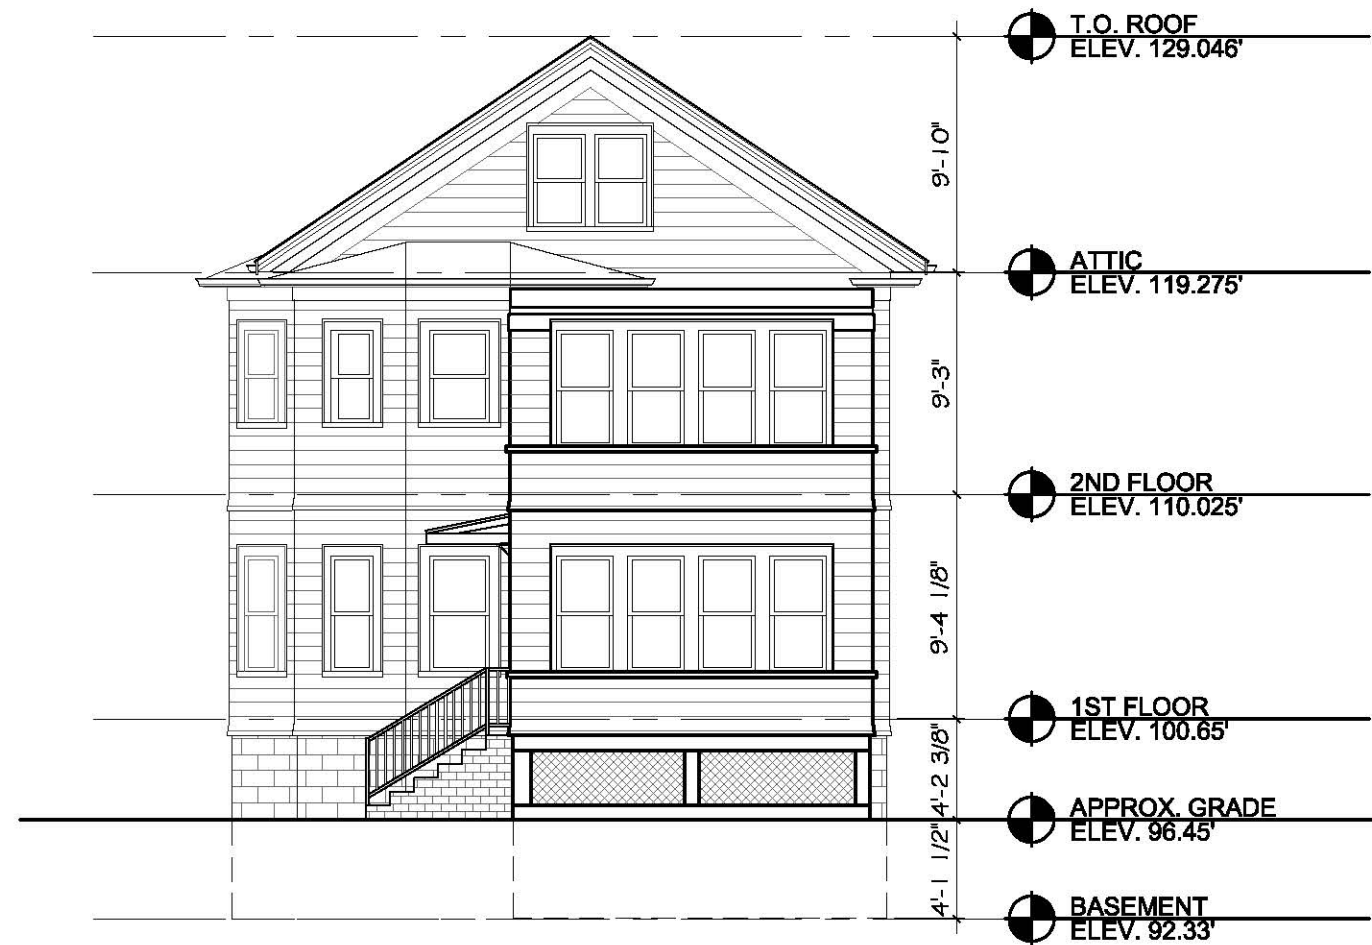 T.O. ROOF
ELEV. 129.046'
9'-10"
ATTIC
ELEV. 119.275'
9'-3"
2ND FLOOR
ELEV. 110.025'
9'-4 1/8"
1ST FLOOR
ELEV. 100.65'
4'-2 3/8"
APPROX. GRADE
ELEV. 96.45'
4'-1 1/2"
BASEMENT
ELEV. 92.33'